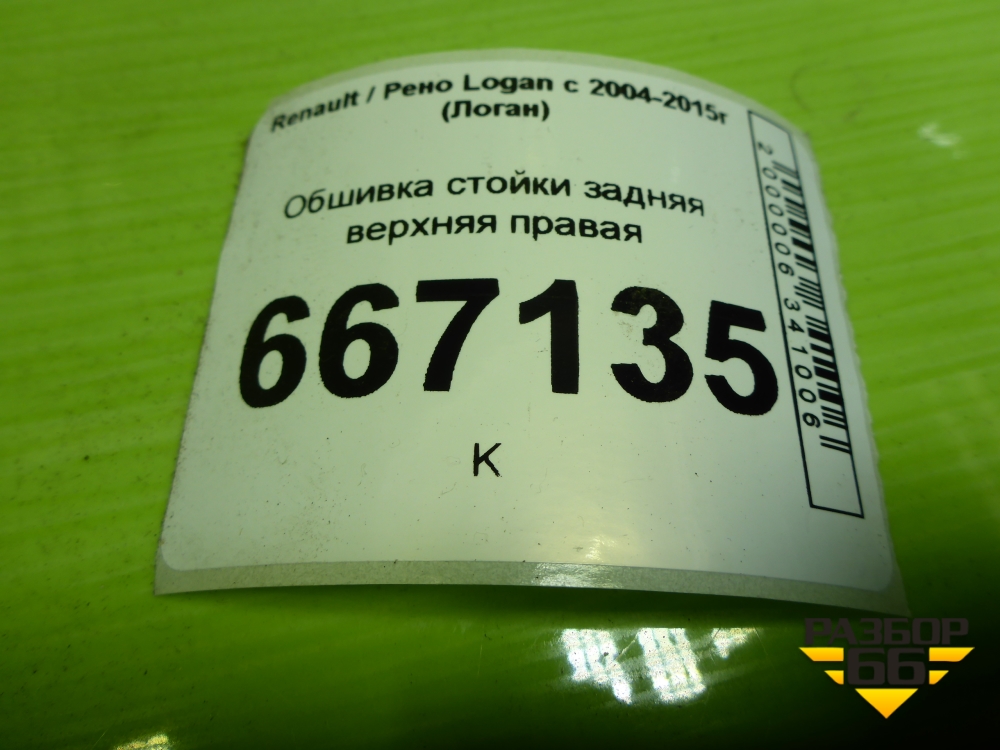 Renault / Рено Logan с 2004-2015г
(Логан)
Обшивка стойки задняя
верхняя правая
667135
К
2000006341006
РАЗБОР
66